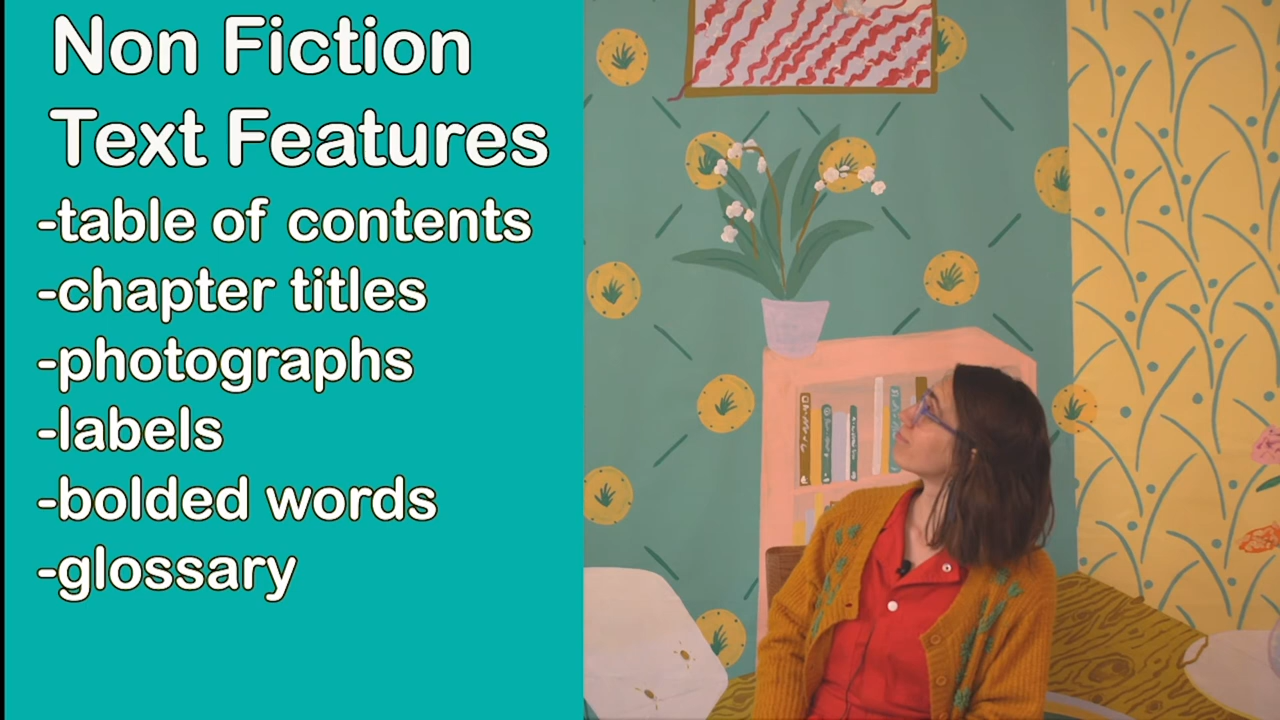 Non Fiction
Text Features
-table of contents
-chapter titles
-photographs
-labels
-bolded words
-glossary